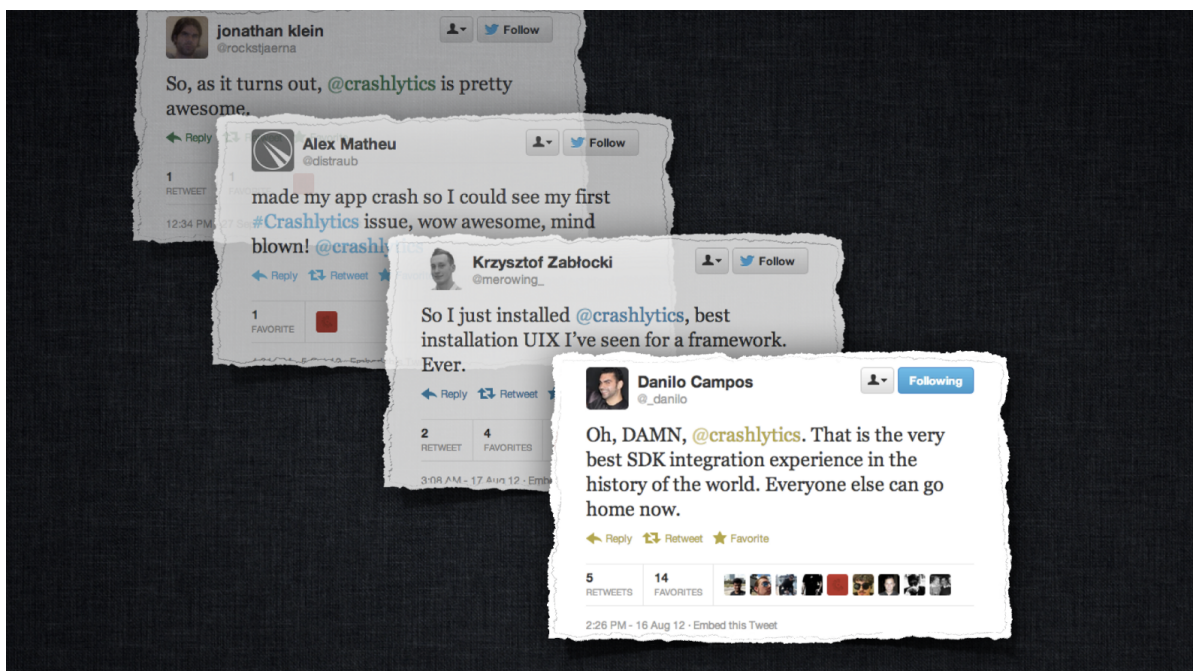 jonathan klein
Follow
@rockstjaerna
So, as it turns out, @crashlytics is pretty
awesome.
Reply
1
1
RETWEET
12:34 PM
Alex Matheu
Follow
@distraub
made my app crash so I could see my first
#Crashlytics issue, wow awesome, mind
blown! @crashlytics
Reply Retweet
1
FAVORITE
Krzysztof Zabłocki
Follow
@merowing_
So I just installed @crashlytics, best
installation UIX I've seen for a framework.
Ever.
Reply Retweet
2 4
RETWEET FAVORITES
3:08 AM - 17 Aug 12 ·
Danilo Campos
Following
@_danilo
Oh, DAMN, @crashlytics. That is the very
best SDK integration experience in the
history of the world. Everyone else can go
home now.
Reply Retweet Favorite
5 14
RETWEETS FAVORITES
2:26 PM - 16 Aug 12 · Embed this Tweet